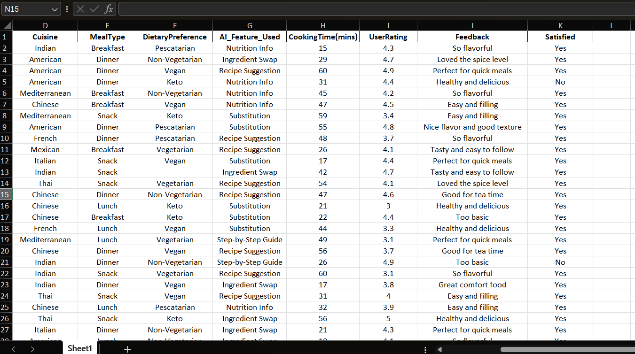 N15 fx
D E F G H I J K L
1 Cuisine MealType DietaryPreference AI_Feature_Used CookingTime(mins) UserRating Feedback Satisfied
2 Indian Breakfast Pescatarian Nutrition Info 15 4.3 So flavorful Yes
3 American Dinner Non-Vegetarian Ingredient Swap 29 4.7 Loved the spice level Yes
4 American Dinner Vegan Recipe Suggestion 60 4.9 Perfect for quick meals Yes
5 American Dinner Keto Nutrition Info 31 4.4 Healthy and delicious No
6 Mediterranean Breakfast Non-Vegetarian Nutrition Info 45 4.2 So flavorful Yes
7 Chinese Breakfast Vegan Nutrition Info 47 4.5 Easy and filling Yes
8 Mediterranean Snack Keto Substitution 59 3.4 Easy and filling Yes
9 American Dinner Pescatarian Substitution 55 4.8 Nice flavor and good texture Yes
10 French Dinner Pescatarian Recipe Suggestion 48 3.7 So flavorful Yes
11 Mexican Breakfast Vegetarian Recipe Suggestion 26 4.1 Tasty and easy to follow Yes
12 Italian Snack Vegan Substitution 17 4.4 Perfect for quick meals Yes
13 Indian Snack Ingredient Swap 42 4.7 Tasty and easy to follow Yes
14 Thai Snack Vegetarian Recipe Suggestion 54 4.1 Loved the spice level Yes
15 Chinese Dinner Non-Vegetarian Recipe Suggestion 47 4.6 Good for tea time Yes
16 Chinese Lunch Keto Substitution 21 3 Healthy and delicious Yes
17 Chinese Breakfast Keto Substitution 22 4.4 Too basic Yes
18 French Lunch Vegan Substitution 44 3.3 Healthy and delicious Yes
19 Mediterranean Lunch Vegetarian Step-by-Step Guide 49 3.1 Perfect for quick meals Yes
20 Chinese Dinner Vegan Recipe Suggestion 56 3.7 Good for tea time Yes
21 Indian Dinner Non-Vegetarian Step-by-Step Guide 26 4.9 Too basic No
22 Indian Snack Vegetarian Recipe Suggestion 60 3.1 So flavorful Yes
23 Indian Dinner Vegan Ingredient Swap 17 3.8 Great comfort food Yes
24 Thai Snack Vegan Recipe Suggestion 31 4 Easy and filling Yes
25 Chinese Lunch Pescatarian Nutrition Info 32 3.9 Easy and filling Yes
26 Thai Snack Keto Ingredient Swap 56 5 Healthy and delicious Yes
27 Italian Dinner Non-Vegetarian Ingredient Swap 21 4.3 Perfect for quick meals Yes
Sheet1